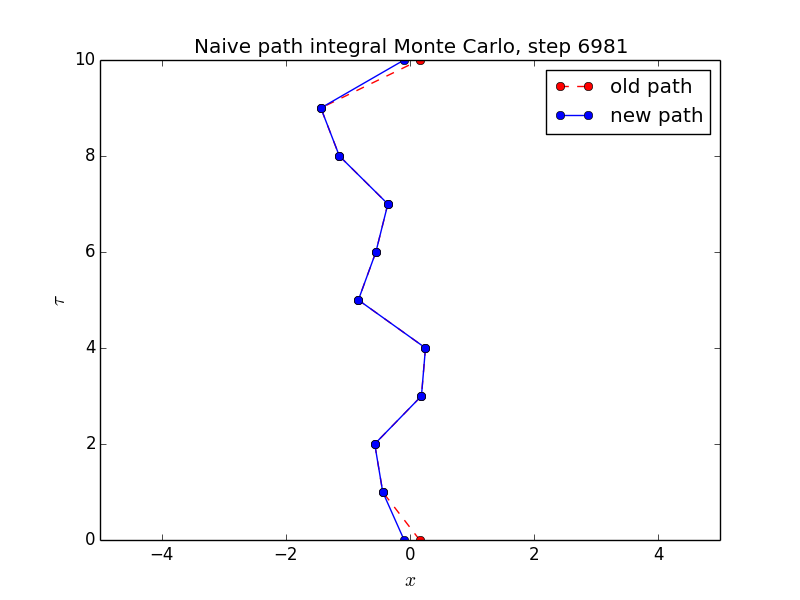 Naive path integral Monte Carlo, step 6981
10
8
6
4
2
0
τ
old path
new path
−4
−2
0
2
4
x